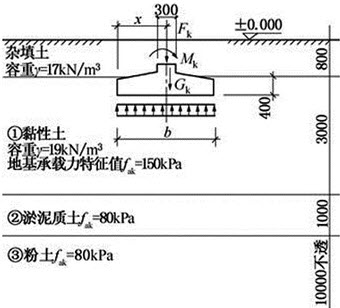 300
x
Fk
±0.000
杂填土
容重γ=17kN/m³
Mk
Gk
800
400
b
3000
①黏性土
容重γ=19kN/m³
地基承载力特征值fak=150kPa
②淤泥质土fak=80kPa
1000
③粉土fak=80kPa
10000不透